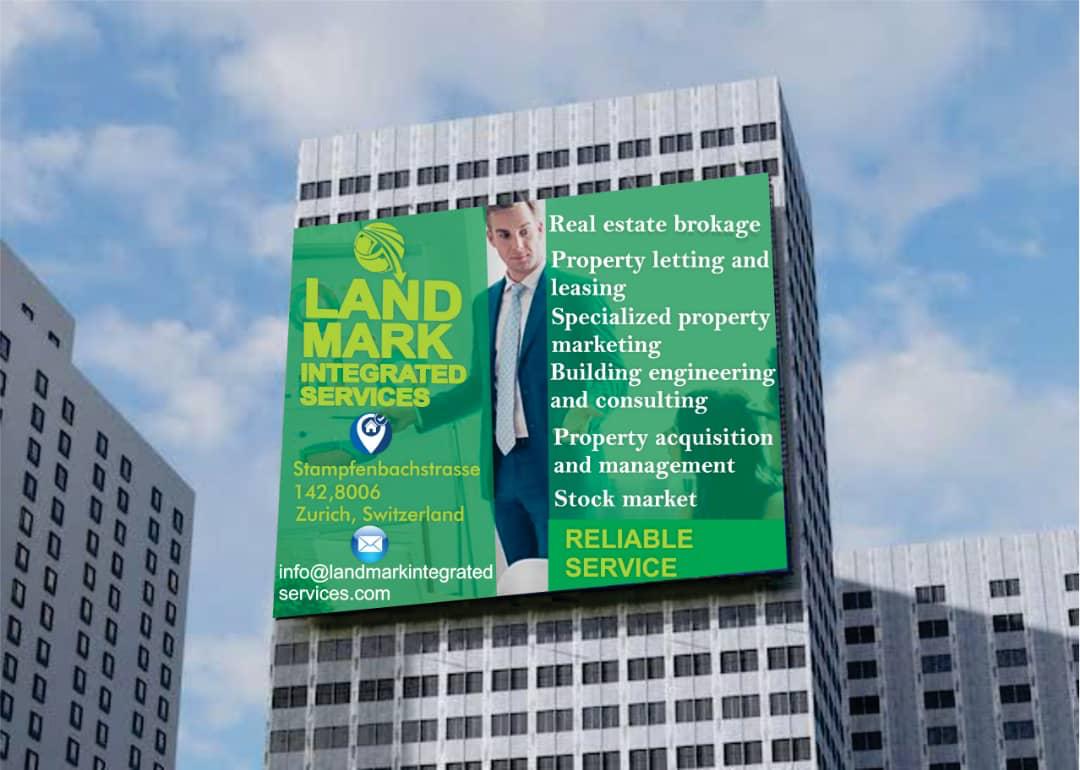 LAND
MARK
INTEGRATED
SERVICES
Stampfenbachstrasse
142,8006
Zurich, Switzerland
info@landmarkintegrated
services.com
Real estate brokage
Property letting and
leasing
Specialized property
marketing
Building engineering
and consulting
Property acquisition
and management
Stock market
RELIABLE
SERVICE